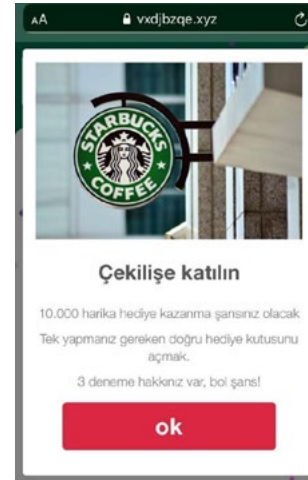 AA
vxdjbzqe.xyz
STARBUCKS
COFFEE
Çekilişe katılın
10.000 harika hediye kazanma şansınız olacak
Tek yapmanız gereken doğru hediye kutusunu
açmak.
3 deneme hakkınız var, bol şans!
ok